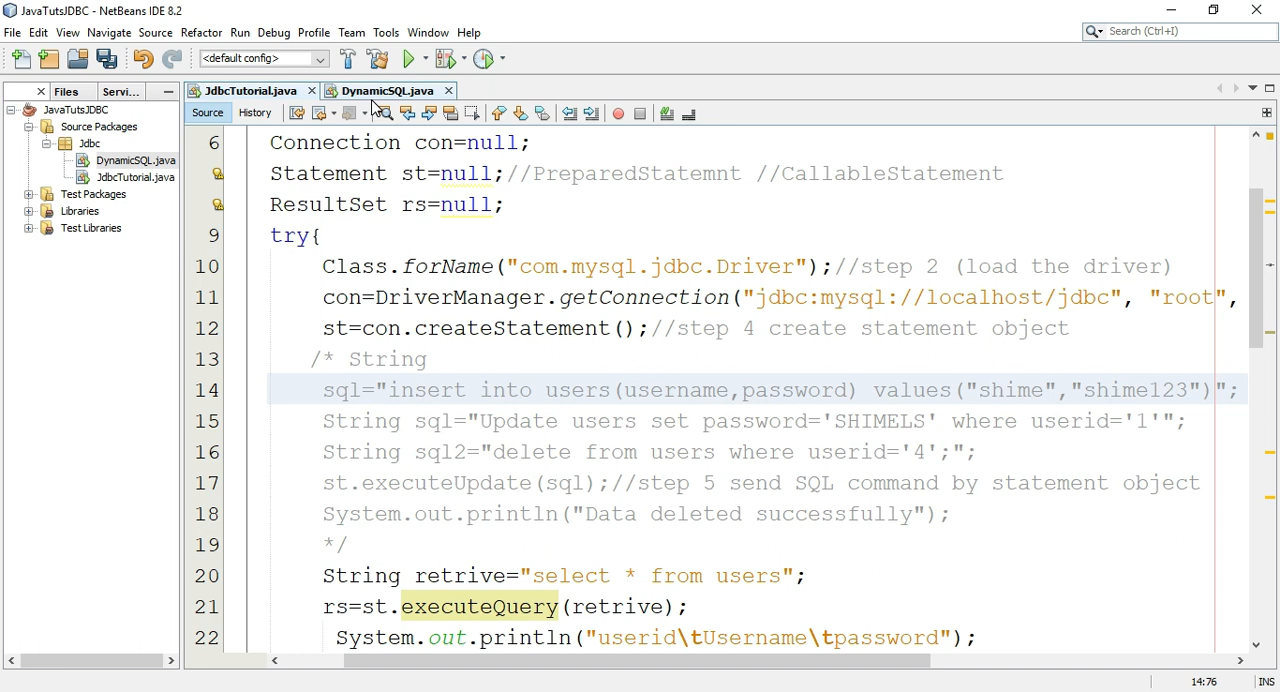 JavaTutsJDBC - NetBeans IDE 8.2
File Edit View Navigate Source Refactor Run Debug Profile Team Tools Window Help
Search (Ctrl+I)
<default config>
Files Servi...
JdbcTutorial.java DynamicSQL.java
JavaTutsJDBC
Source Packages
Jdbc
DynamicSQL.java
JdbcTutorial.java
Test Packages
Libraries
Test Libraries
Source History
6 Connection con=null;
Statement st=null;//PreparedStatemnt //CallableStatement
ResultSet rs=null;
9 try{
10 Class.forName("com.mysql.jdbc.Driver");//step 2 (load the driver)
11 con=DriverManager.getConnection("jdbc:mysql://localhost/jdbc", "root",
12 st=con.createStatement();//step 4 create statement object
13 /* String
14 sql="insert into users(username,password) values("shime","shime123")";
15 String sql="Update users set password='SHIMELS' where userid='1'";
16 String sql2="delete from users where userid='4';";
17 st.executeUpdate(sql);//step 5 send SQL command by statement object
18 System.out.println("Data deleted successfully");
19 */
20 String retrive="select * from users";
21 rs=st.executeQuery(retrive);
22 System.out.println("userid\tUsername\tpassword");
14:76 INS